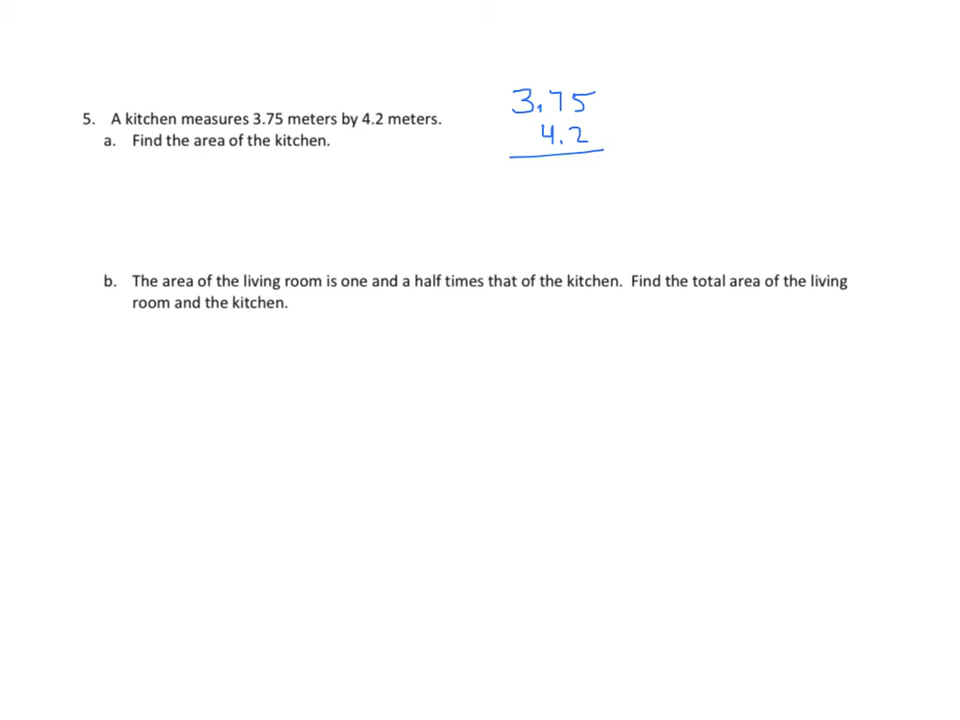 3.75
5. A kitchen measures 3.75 meters by 4.2 meters.
4.2
a. Find the area of the kitchen.
b. The area of the living room is one and a half times that of the kitchen. Find the total area of the living
room and the kitchen.